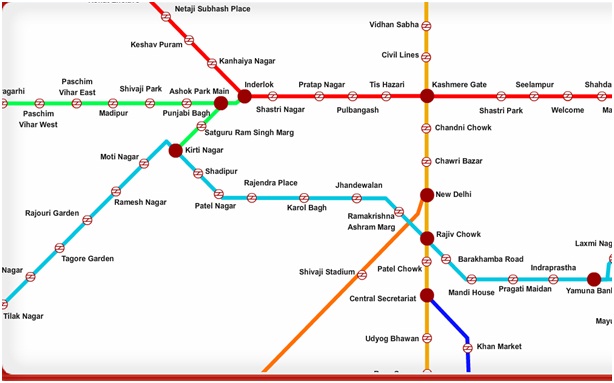 Netaji Subhash Place
Vidhan Sabha
Keshav Puram
Civil Lines
Kanhaiya Nagar
Paschim
Vihar East
Shivaji Park
Ashok Park Main
Inderlok
Pratap Nagar
Tis Hazari
Kashmere Gate
Seelampur
Paschim
Vihar West
Madipur
Punjabi Bagh
Shastri Nagar
Pulbangash
Shastri Park
Welcome
Satguru Ram Singh Marg
Chandni Chowk
Moti Nagar
Kirti Nagar
Chawri Bazar
Shadipur
Rajendra Place
Jhandewalan
New Delhi
Ramesh Nagar
Patel Nagar
Karol Bagh
Rajouri Garden
Ramakrishna
Ashram Marg
Rajiv Chowk
Tagore Garden
Barakhamba Road
Laxmi Nag
Nagar
Shivaji Stadium
Patel Chowk
Indraprastha
Central Secretariat
Mandi House
Pragati Maidan
Yamuna Bank
Tilak Nagar
Udyog Bhawan
Khan Market